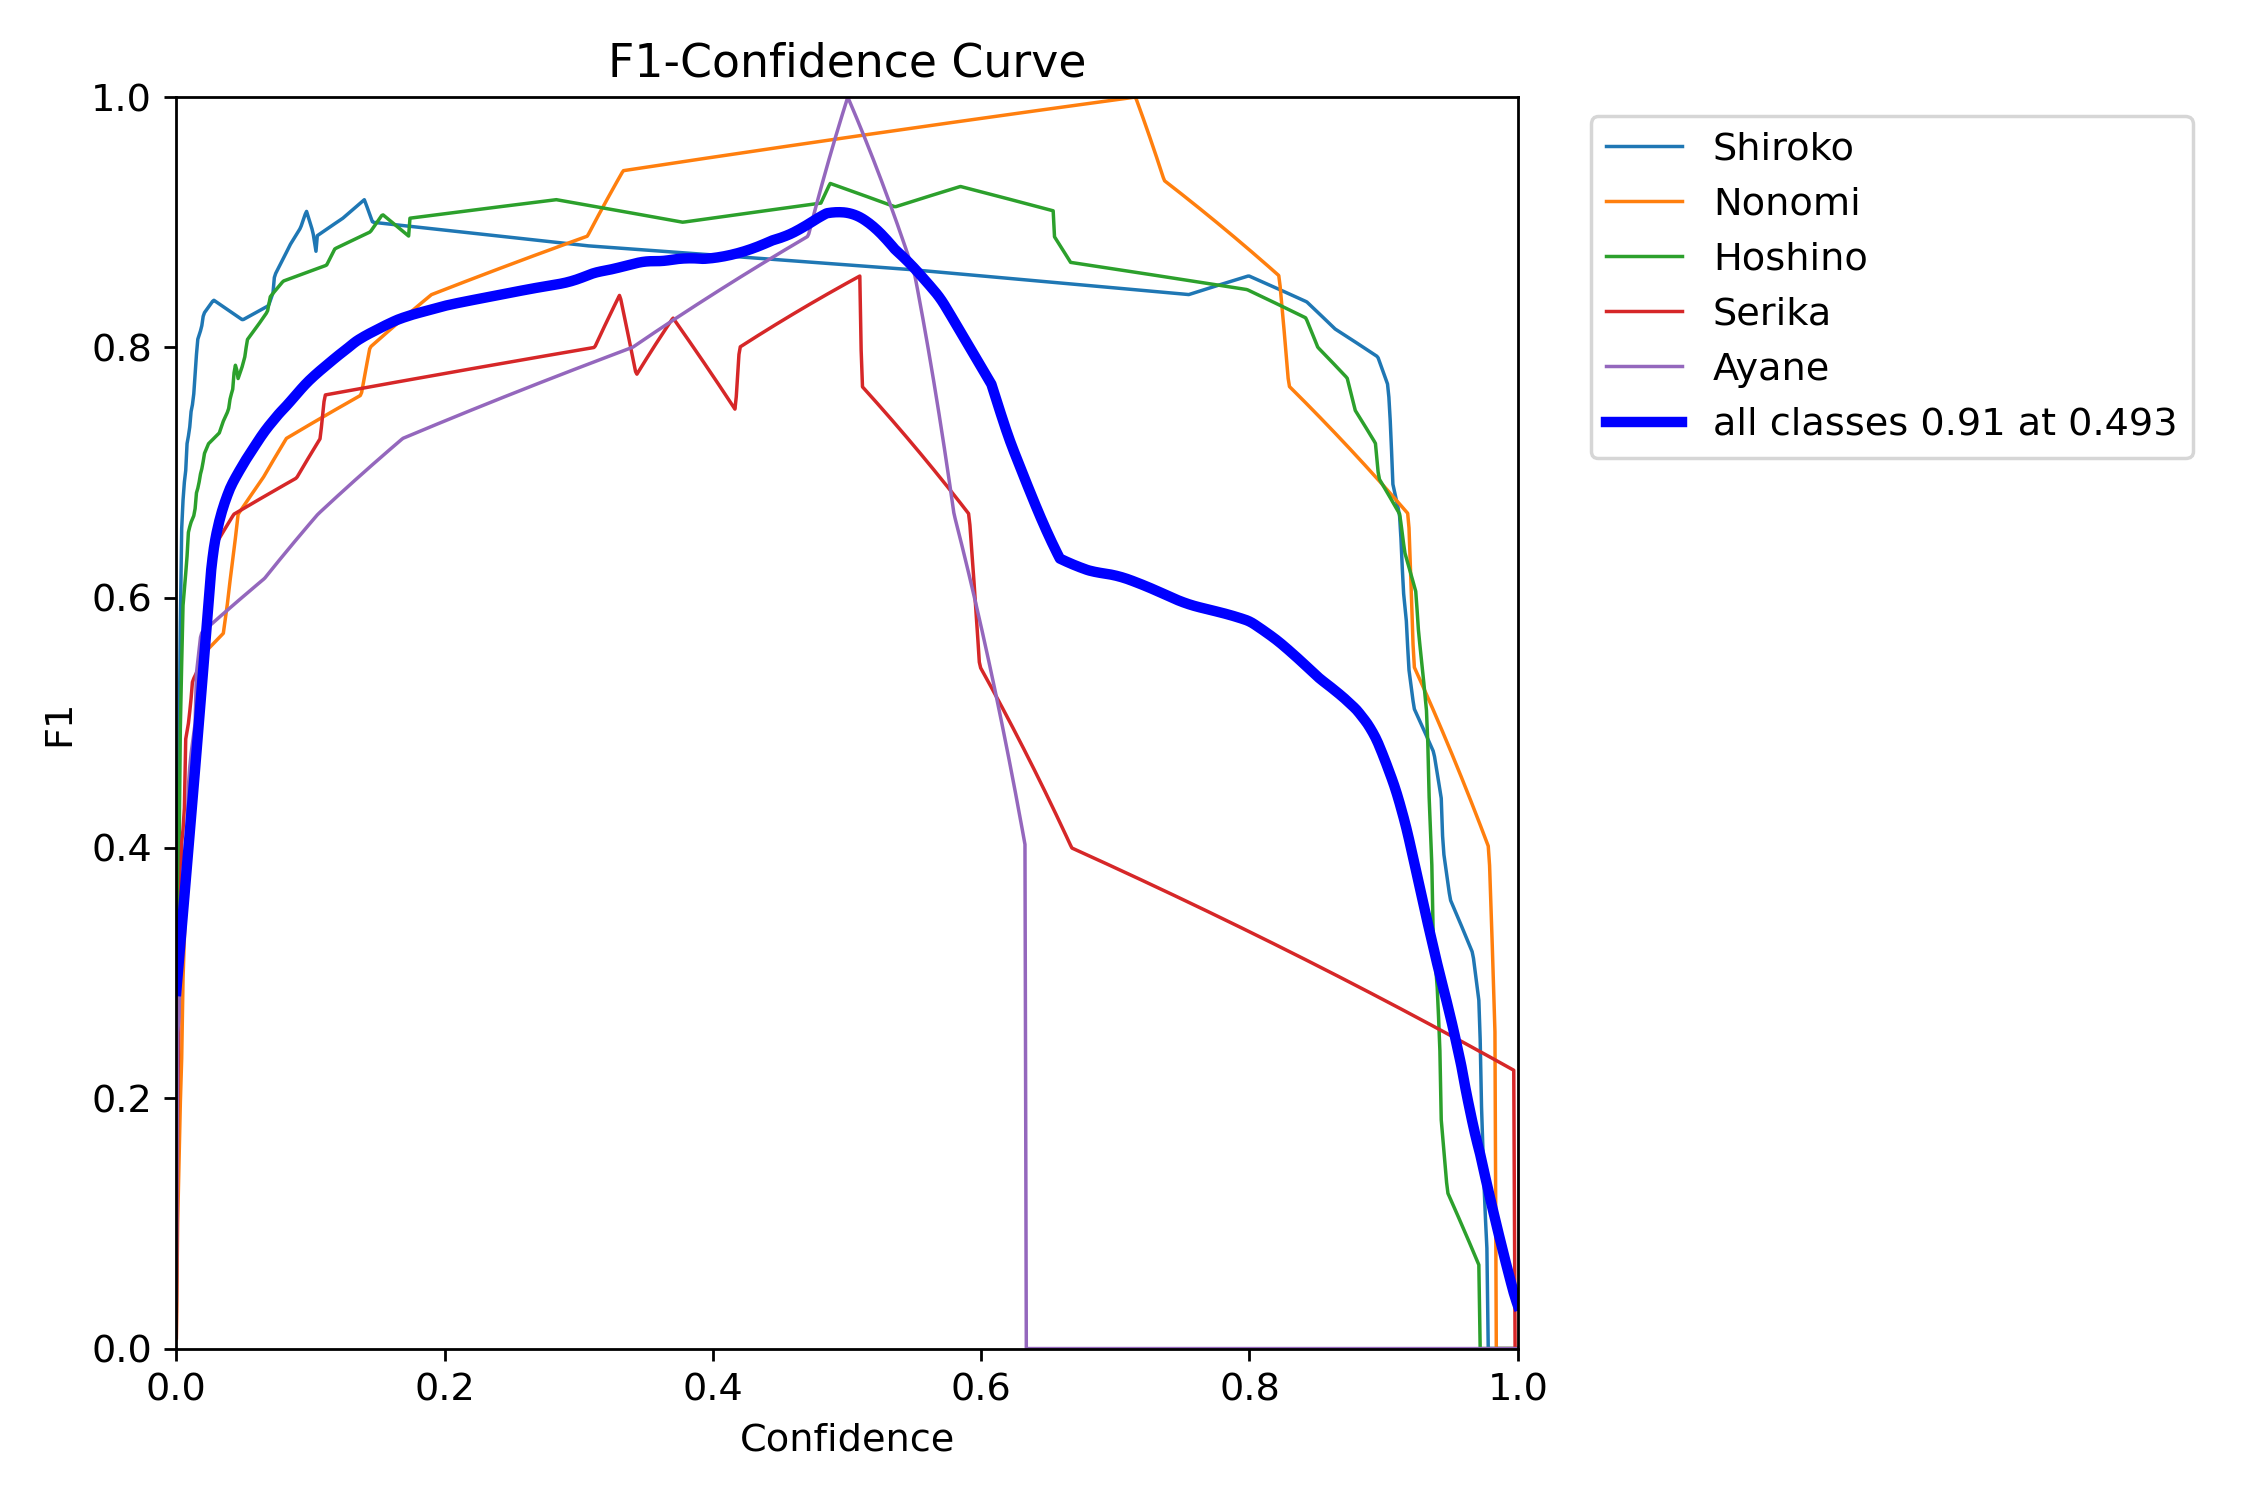 F1-Confidence Curve
1.0
0.8
0.6
0.4
0.2
0.0
F1
0.0 0.2 0.4 0.6 0.8 1.0
Confidence
Shiroko
Nonomi
Hoshino
Serika
Ayane
all classes 0.91 at 0.493